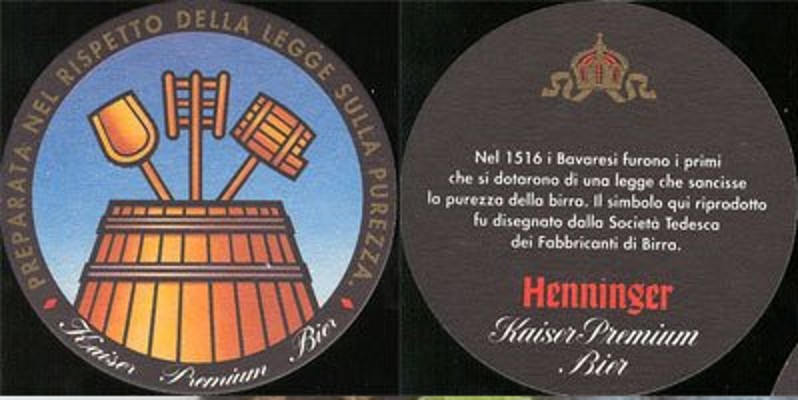 PREPARATA NEL RISPETTO DELLA LEGGE SULLA PUREZZA.
Kaiser Premium Bier
Nel 1516 i Bavaresi furono i primi
che si dotarono di una legge che sancisse
la purezza della birra. Il simbolo qui riprodotto
fu disegnato dalla Società Tedesca
dei Fabbricanti di Birra.
Henninger
Kaiser Premium
Bier